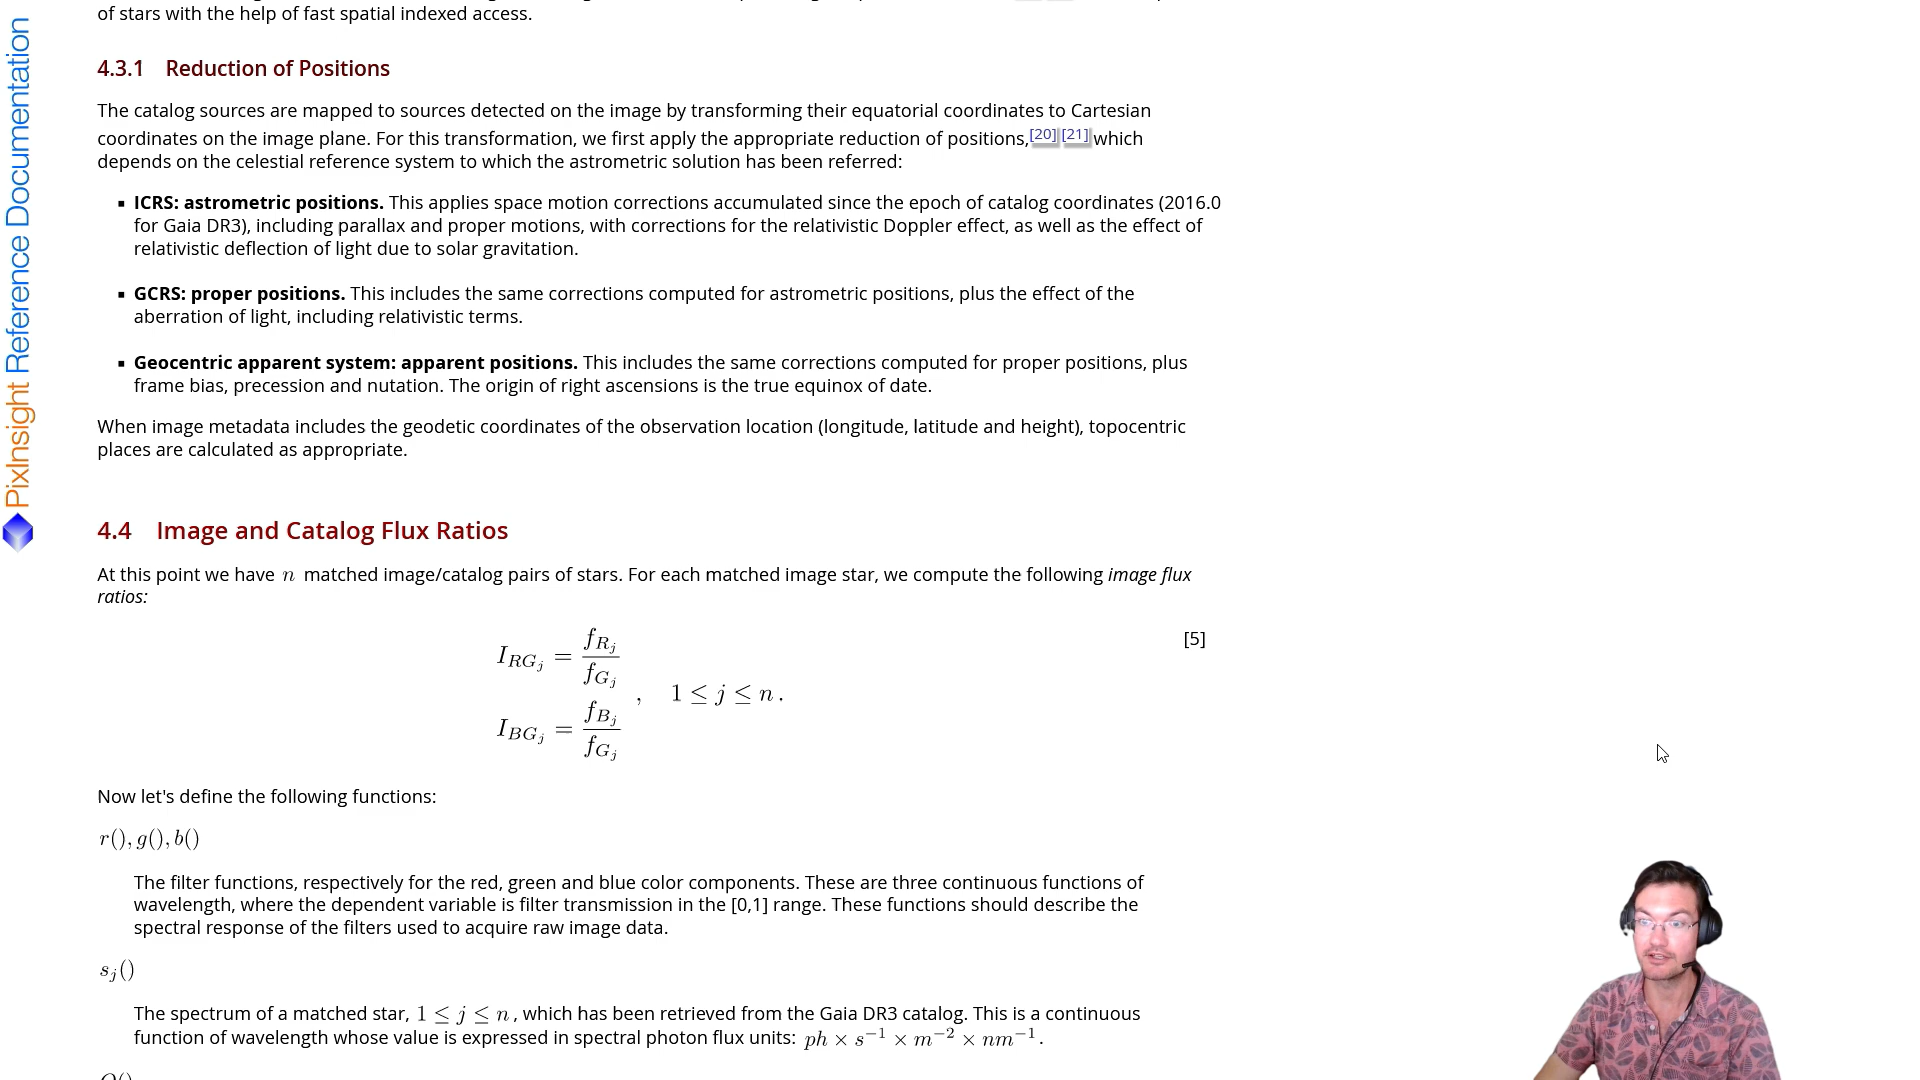 of stars with the help of fast spatial indexed access.
PixInsight Reference Documentation
4.3.1 Reduction of Positions
The catalog sources are mapped to sources detected on the image by transforming their equatorial coordinates to Cartesian
coordinates on the image plane. For this transformation, we first apply the appropriate reduction of positions,[20] [21] which
depends on the celestial reference system to which the astrometric solution has been referred:
▪ ICRS: astrometric positions. This applies space motion corrections accumulated since the epoch of catalog coordinates (2016.0
for Gaia DR3), including parallax and proper motions, with corrections for the relativistic Doppler effect, as well as the effect of
relativistic deflection of light due to solar gravitation.
▪ GCRS: proper positions. This includes the same corrections computed for astrometric positions, plus the effect of the
aberration of light, including relativistic terms.
▪ Geocentric apparent system: apparent positions. This includes the same corrections computed for proper positions, plus
frame bias, precession and nutation. The origin of right ascensions is the true equinox of date.
When image metadata includes the geodetic coordinates of the observation location (longitude, latitude and height), topocentric
places are calculated as appropriate.
4.4 Image and Catalog Flux Ratios
At this point we have n matched image/catalog pairs of stars. For each matched image star, we compute the following image flux
ratios:
I_{RG_j} = f_{R_j} / f_{G_j}
I_{BG_j} = f_{B_j} / f_{G_j} , 1 ≤ j ≤ n . [5]
Now let's define the following functions:
r(), g(), b()
The filter functions, respectively for the red, green and blue color components. These are three continuous functions of
wavelength, where the dependent variable is filter transmission in the [0,1] range. These functions should describe the
spectral response of the filters used to acquire raw image data.
s_j()
The spectrum of a matched star, 1 ≤ j ≤ n , which has been retrieved from the Gaia DR3 catalog. This is a continuous
function of wavelength whose value is expressed in spectral photon flux units: ph × s⁻¹ × m⁻² × nm⁻¹ .